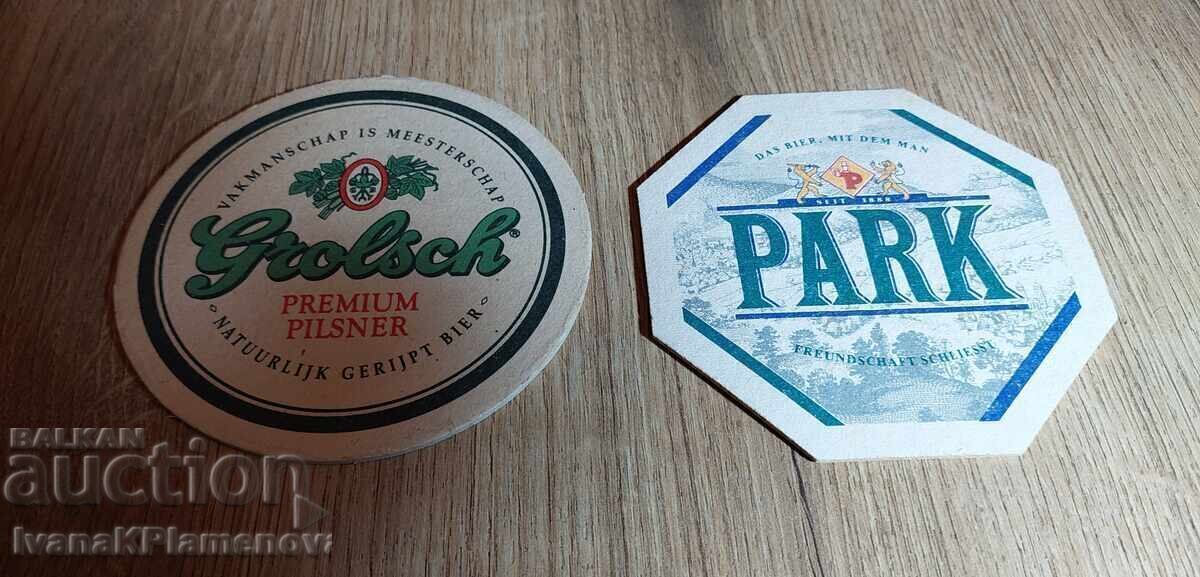 VAKMANSCHAP IS MEESTERSCHAP
Grolsch®
PREMIUM
PILSNER
NATUURLIJK GERIJPT BIER
DAS BIER, MIT DEM MAN
P
SEIT 1888
PARK
FREUNDSCHAFT SCHLIESST
BALKAN
auction
IvanaKPlamenova